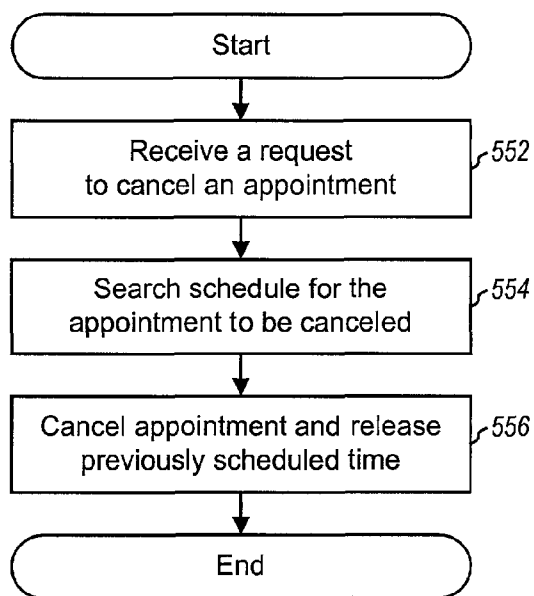 Start
Receive a request
to cancel an appointment
552
Search schedule for the
appointment to be canceled
554
Cancel appointment and release
previously scheduled time
556
End